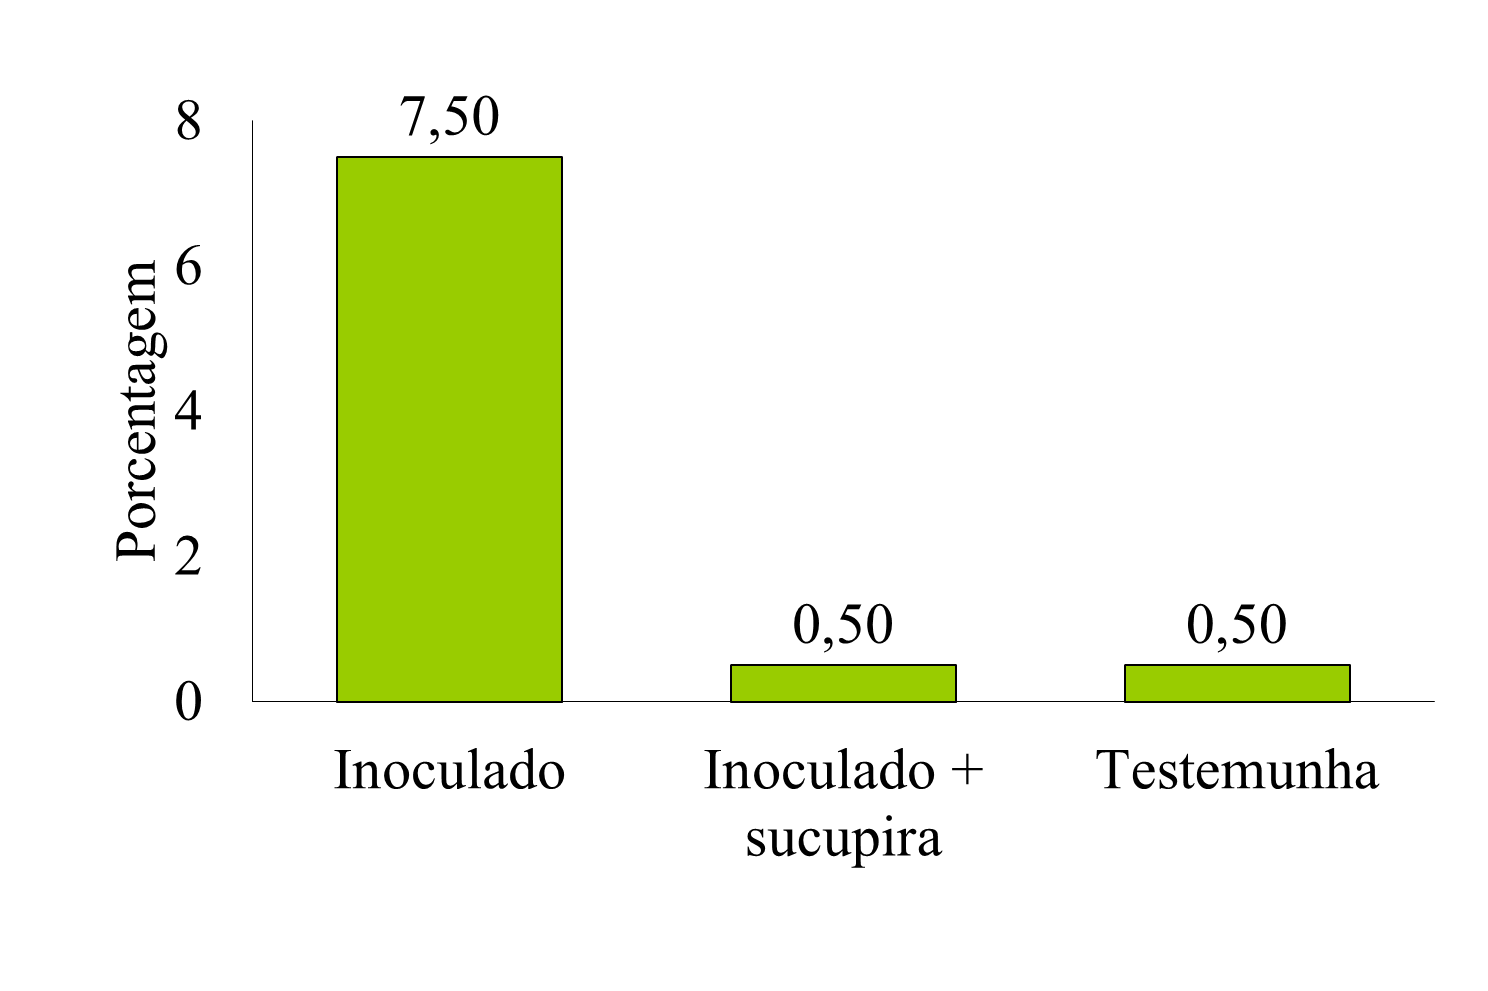 Porcentagem
8
6
4
2
0
7,50
0,50
0,50
Inoculado
Inoculado +
sucupira
Testemunha